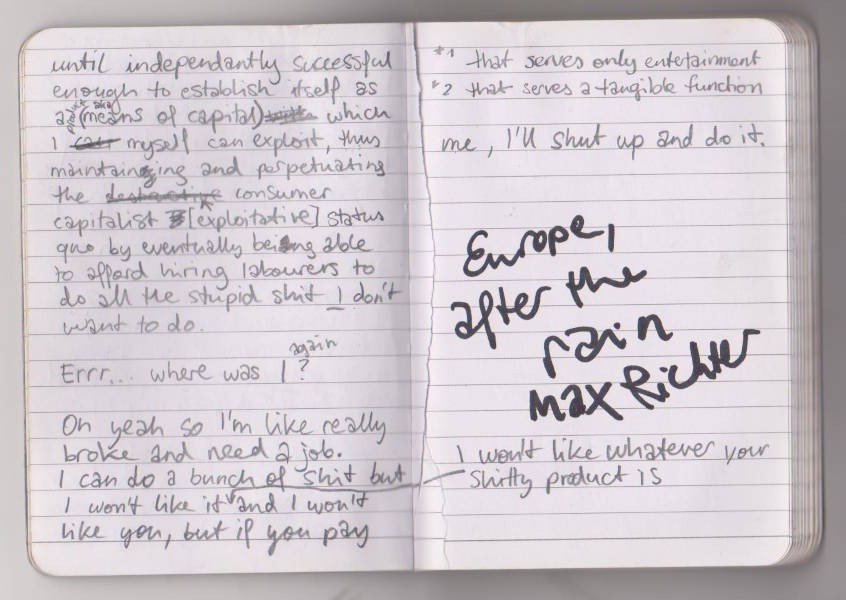 until independantly successful
enough to establish itself as
a product (aka means of capital) which
I myself can exploit, thus
maintaining and perpetuating
the consumer
capitalist [exploitative] status
quo by eventually being able
to afford hiring labourers to
do all the stupid shit I don't
want to do.
again
Errr... where was I ?
Oh yeah so I'm like really
broke and need a job.
I can do a bunch of shit but
I won't like it and I won't
like you, but if you pay
*1 that serves only entertainment
*2 that serves a tangible function
me, I'll shut up and do it.
Europe,
after the
rain
Max Richter
I won't like whatever your
shitty product is